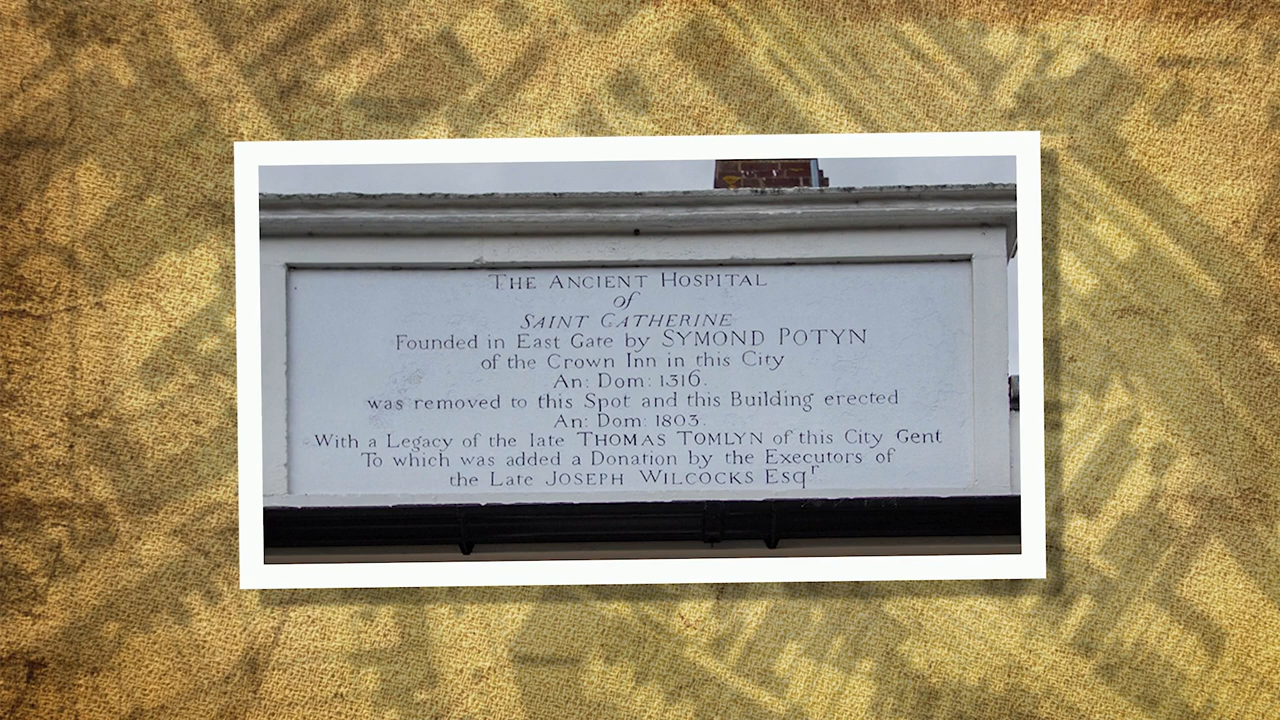 THE ANCIENT HOSPITAL
of
SAINT CATHERINE
Founded in East Gate by SYMOND POTYN
of the Crown Inn in this City
An: Dom: 1316.
was removed to this Spot and this Building erected
An: Dom: 1803.
With a Legacy of the late THOMAS TOMLYN of this City Gent
To which was added a Donation by the Executors of
the Late JOSEPH WILCOCKS Esqr